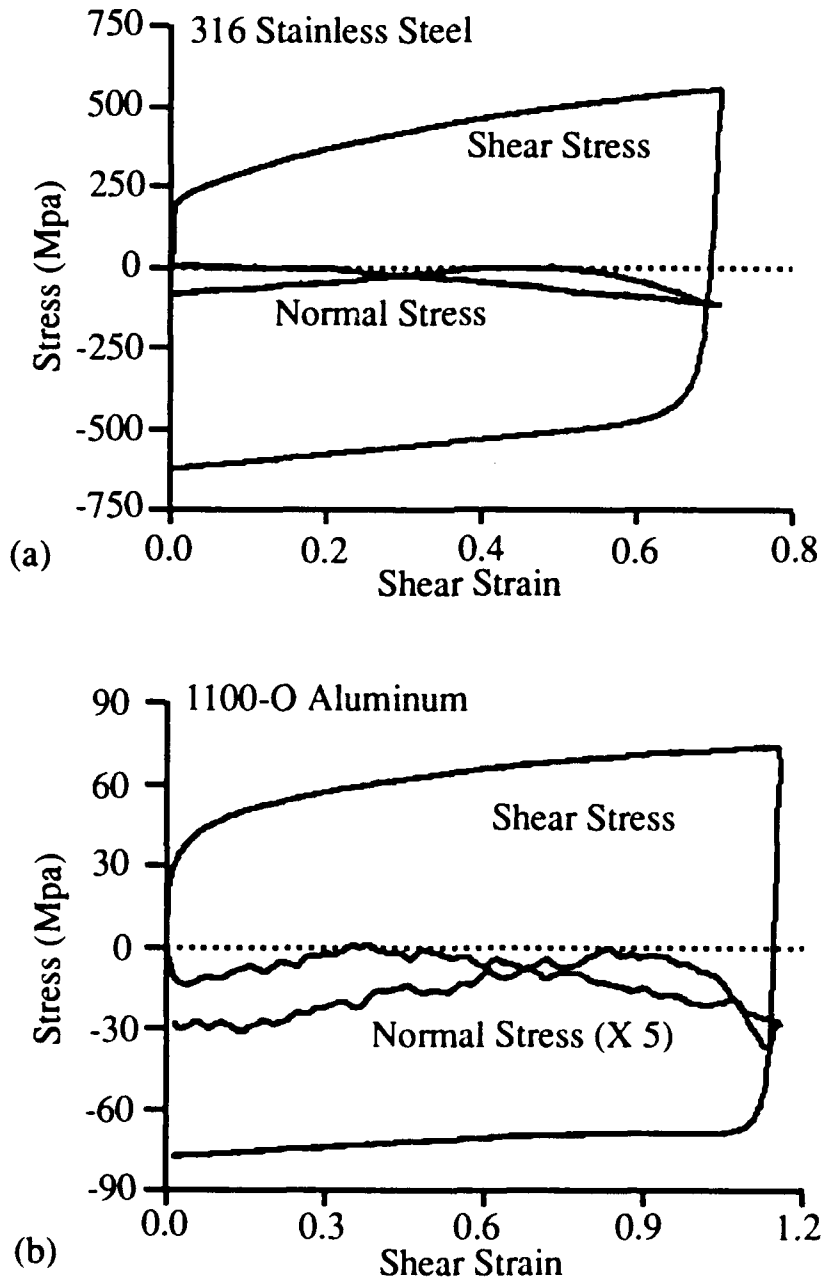 750
316 Stainless Steel
500
Shear Stress
250
0
Normal Stress
-250
-500
-750
Stress (Mpa)
0.0 0.2 0.4 0.6 0.8
(a)
Shear Strain
90
1100-O Aluminum
60
Shear Stress
30
0
-30
Normal Stress (X 5)
-60
-90
Stress (Mpa)
0.0 0.3 0.6 0.9 1.2
(b)
Shear Strain